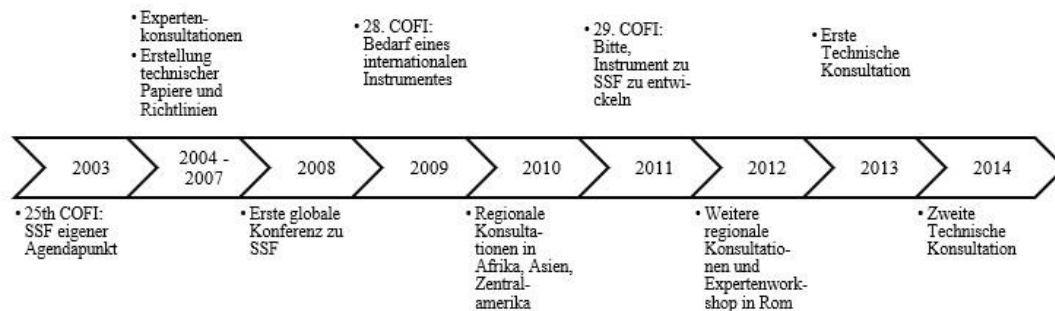 • Experten-
konsultationen
• Erstellung
technischer
Papiere und
Richtlinien
• 28. COFI:
Bedarf eines
internationalen
Instrumentes
• 29. COFI:
Bitte,
Instrument zu
SSF zu entwi-
ckeln
• Erste
Technische
Konsultation
2003
2004 -
2007
2008
2009
2010
2011
2012
2013
2014
• 25th COFI:
SSF eigener
Agendapunkt
• Erste globale
Konferenz zu
SSF
• Regionale
Konsulta-
tionen in
Afrika, Asien,
Zentral-
amerika
• Weitere
regionale
Konsultatio-
nen und
Expertenwork-
shop in Rom
• Zweite
Technische
Konsultation